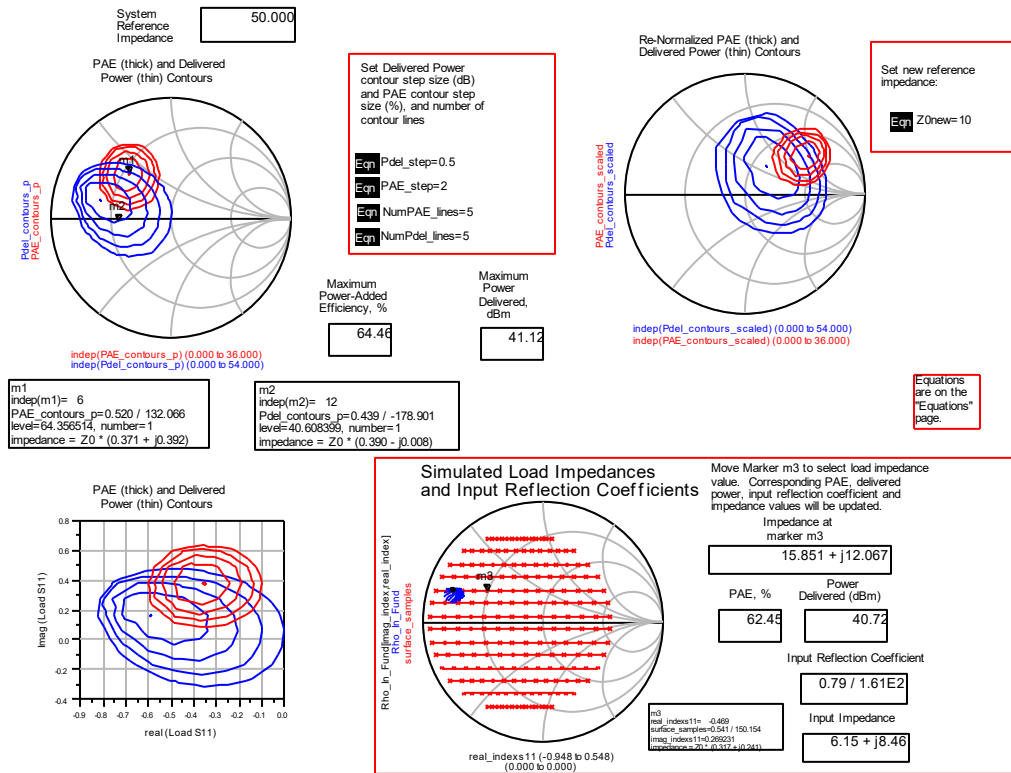 System
Reference
Impedance
50.000
PAE (thick) and Delivered
Power (thin) Contours
m1
m2
Pdel_contours_p
PAE_contours_p
indep(PAE_contours_p) (0.000 to 36.000)
indep(Pdel_contours_p) (0.000 to 54.000)
Set Delivered Power
contour step size (dB)
and PAE contour step
size (%), and number of
contour lines
Eqn Pdel_step=0.5
Eqn PAE_step=2
Eqn NumPAE_lines=5
Eqn NumPdel_lines=5
Re-Normalized PAE (thick) and
Delivered Power (thin) Contours
PAE_contours_scaled
Pdel_contours_scaled
indep(Pdel_contours_scaled) (0.000 to 54.000)
indep(PAE_contours_scaled) (0.000 to 36.000)
Set new reference
impedance:
Eqn Z0new=10
Maximum
Power-Added
Efficiency, %
64.46
Maximum
Power
Delivered,
dBm
41.12
m1
indep(m1)= 6
PAE_contours_p=0.520 / 132.066
level=64.356514, number=1
impedance = Z0 * (0.371 + j0.392)
m2
indep(m2)= 12
Pdel_contours_p=0.439 / -178.901
level=40.608399, number=1
impedance = Z0 * (0.390 - j0.008)
Equations
are on the
"Equations"
page.
PAE (thick) and Delivered
Power (thin) Contours
Imag (Load S11)
0.8
0.6
0.4
0.2
0.0
-0.2
-0.4
-0.9 -0.8 -0.7 -0.6 -0.5 -0.4 -0.3 -0.2 -0.1 0.0
real (Load S11)
Simulated Load Impedances
and Input Reflection Coefficients
m3
Rho_In_Fund[imag_index,real_index]
Rho_In_Fund
surface_samples
real_indexs11 (-0.948 to 0.548)
(0.000 to 0.000)
Move Marker m3 to select load impedance
value. Corresponding PAE, delivered
power, input reflection coefficient and
impedance values will be updated.
Impedance at
marker m3
15.851 + j12.067
PAE, %
62.45
Power
Delivered (dBm)
40.72
Input Reflection Coefficient
0.79 / 1.61E2
Input Impedance
6.15 + j8.46
m3
real_indexs11= -0.469
surface_samples=0.541 / 150.154
imag_indexs11=0.269231
impedance = Z0 * (0.317 + j0.241)